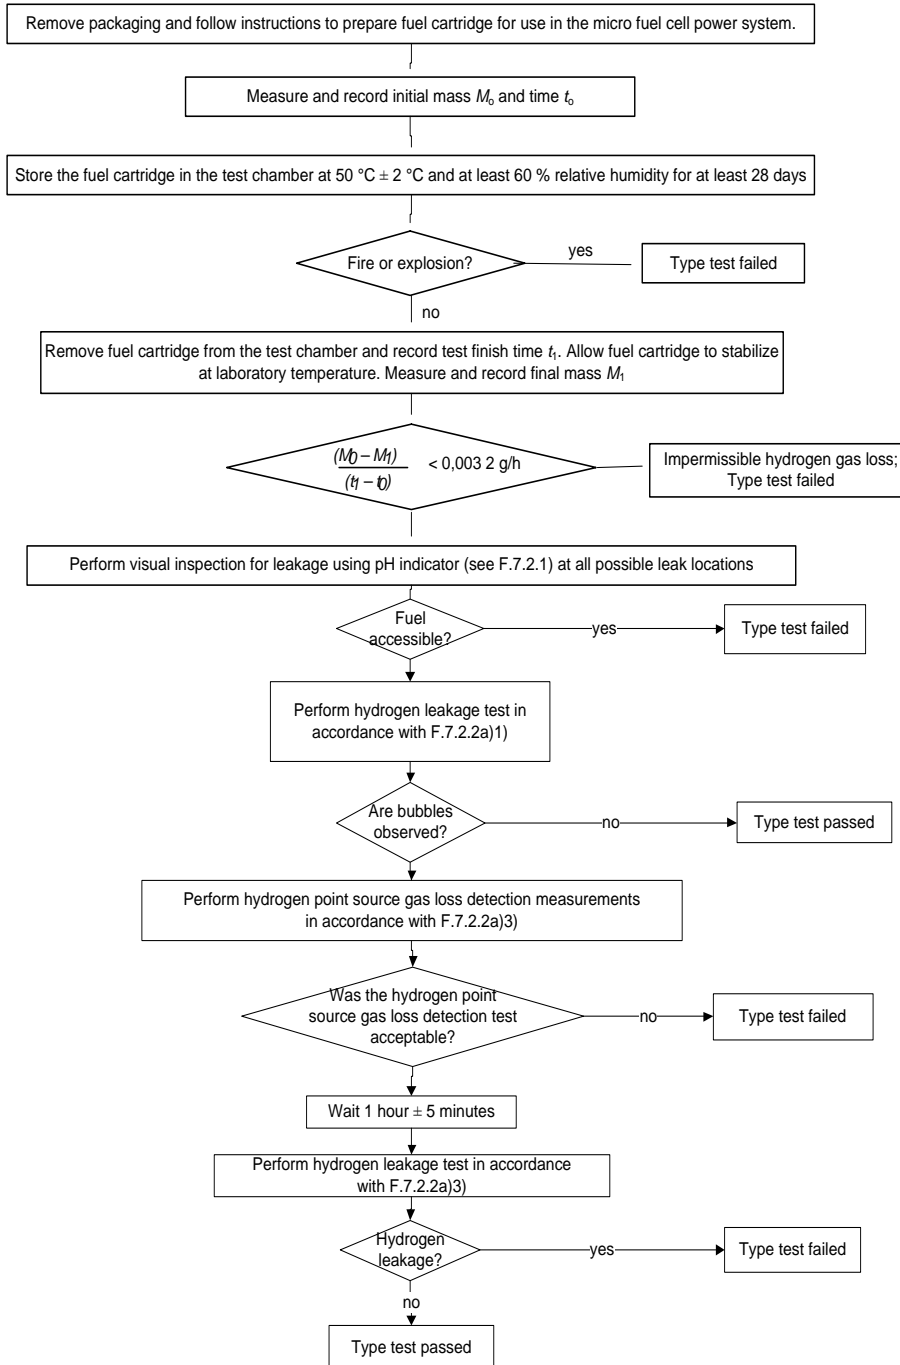 Remove packaging and follow instructions to prepare fuel cartridge for use in the micro fuel cell power system.
Measure and record initial mass Mo and time to
Store the fuel cartridge in the test chamber at 50 °C ± 2 °C and at least 60 % relative humidity for at least 28 days
Fire or explosion?
yes
Type test failed
no
Remove fuel cartridge from the test chamber and record test finish time t1. Allow fuel cartridge to stabilize
at laboratory temperature. Measure and record final mass M1
(M0 – M1)
< 0,003 2 g/h
(t1 – t0)
Impermissible hydrogen gas loss;
Type test failed
Perform visual inspection for leakage using pH indicator (see F.7.2.1) at all possible leak locations
Fuel
accessible?
yes
Type test failed
Perform hydrogen leakage test in
accordance with F.7.2.2a)1)
Are bubbles
observed?
no
Type test passed
Perform hydrogen point source gas loss detection measurements
in accordance with F.7.2.2a)3)
Was the hydrogen point
source gas loss detection test
acceptable?
no
Type test failed
Wait 1 hour ± 5 minutes
Perform hydrogen leakage test in accordance
with F.7.2.2a)3)
Hydrogen
leakage?
yes
Type test failed
no
Type test passed